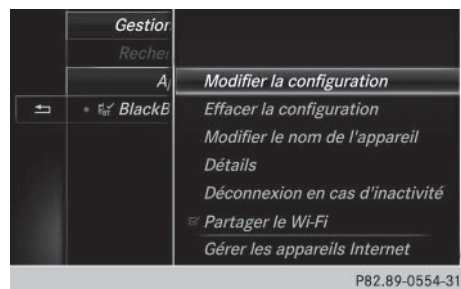 Gestion
Recher
A
BlackB
Modifier la configuration
Effacer la configuration
Modifier le nom de l'appareil
Détails
Déconnexion en cas d'inactivité
Partager le Wi-Fi
Gérer les appareils Internet
P82.89-0554-31